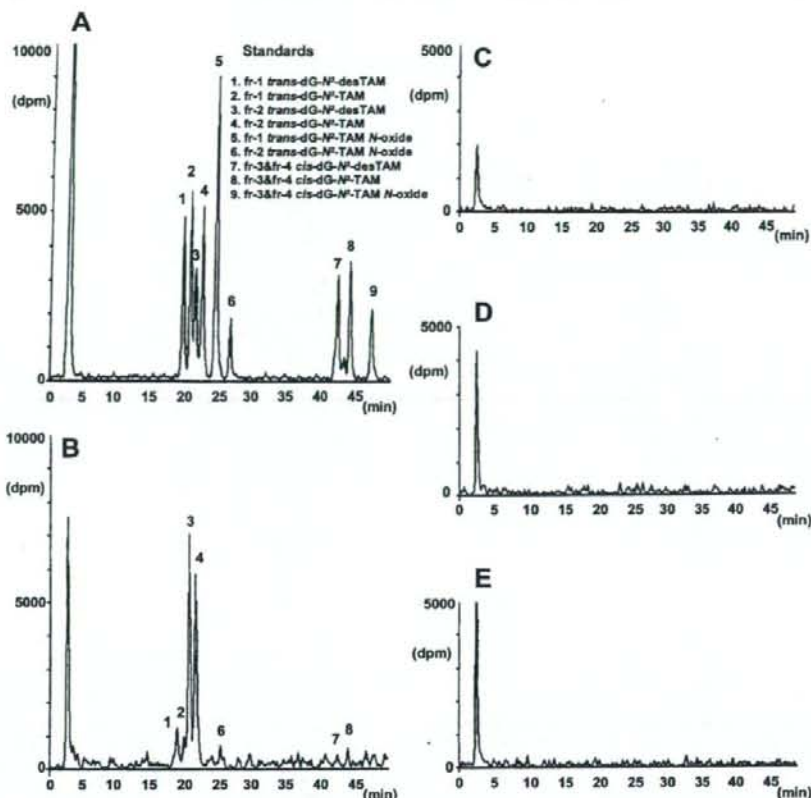 A
10000
(dpm)
5000
0
0 5 10 15 20 25 30 35 40 45 (min)
1 2 3 4 5 6 7 8 9
Standards
1. fr-1 trans-dG-N²-desTAM
2. fr-1 trans-dG-N²-TAM
3. fr-2 trans-dG-N²-desTAM
4. fr-2 trans-dG-N²-TAM
5. fr-1 trans-dG-N²-TAM N-oxide
6. fr-2 trans-dG-N²-TAM N-oxide
7. fr-3&fr-4 cis-dG-N²-desTAM
8. fr-3&fr-4 cis-dG-N²-TAM
9. fr-3&fr-4 cis-dG-N²-TAM N-oxide
B
10000
(dpm)
5000
0
0 5 10 15 20 25 30 35 40 45 (min)
1 2 3 4 6 7 8
C
5000
(dpm)
0
0 5 10 15 20 25 30 35 40 45
(min)
D
5000
(dpm)
0
0 5 10 15 20 25 30 35 40 45 (min)
E
5000
(dpm)
0
0 5 10 15 20 25 30 35 40 45 (min)